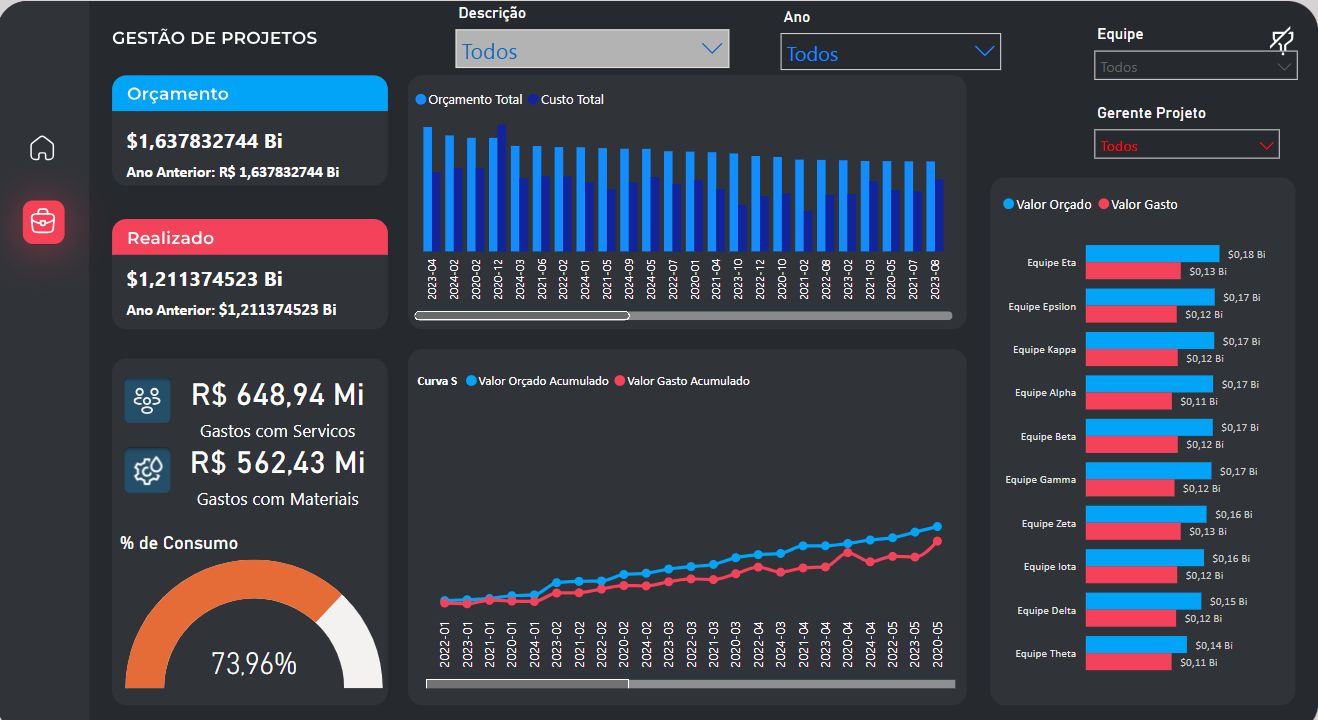 GESTÃO DE PROJETOS
Descrição
Todos
Ano
Todos
Equipe
Todos
Gerente Projeto
Todos
Orçamento
$1,637832744 Bi
Ano Anterior: R$ 1,637832744 Bi
Realizado
$1,211374523 Bi
Ano Anterior: $1,211374523 Bi
R$ 648,94 Mi
Gastos com Servicos
R$ 562,43 Mi
Gastos com Materiais
% de Consumo
73,96%
Orçamento Total Custo Total
2023-04
2024-02
2020-02
2020-12
2024-03
2021-06
2022-02
2024-01
2021-05
2024-09
2024-05
2022-07
2020-01
2021-04
2023-10
2022-12
2020-10
2021-02
2022-08
2023-02
2021-03
2020-05
2021-07
2023-08
Curva S Valor Orçado Acumulado Valor Gasto Acumulado
2022-01
2023-01
2021-01
2020-01
2024-01
2023-02
2024-02
2022-02
2020-02
2021-02
2023-03
2022-03
2021-03
2020-03
2024-03
2022-04
2021-04
2023-04
2020-04
2024-04
2023-05
2022-05
2024-05
2020-05
Valor Orçado Valor Gasto
Equipe Eta
$0,18 Bi
$0,13 Bi
Equipe Epsilon
$0,17 Bi
$0,12 Bi
Equipe Kappa
$0,17 Bi
$0,12 Bi
Equipe Alpha
$0,17 Bi
$0,11 Bi
Equipe Beta
$0,17 Bi
$0,12 Bi
Equipe Gamma
$0,17 Bi
$0,12 Bi
Equipe Zeta
$0,16 Bi
$0,13 Bi
Equipe Iota
$0,16 Bi
$0,12 Bi
Equipe Delta
$0,15 Bi
$0,12 Bi
Equipe Theta
$0,14 Bi
$0,11 Bi